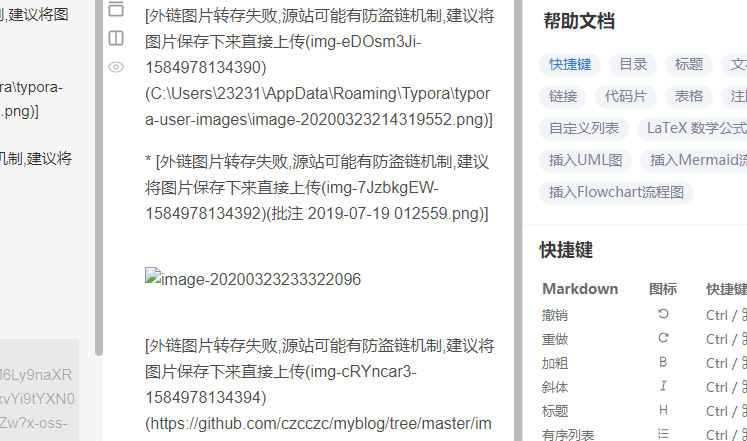 刂,建议将图
ra\typora-
.png)]
机制,建议将
6Ly9naXR
xvYi9tYXN0
Zw?x-oss-
[外链图片转存失败,源站可能有防盗链机制,建议将
图片保存下来直接上传(img-eDOsm3Ji-
1584978134390)
(C:\Users\23231\AppData\Roaming\Typora\typor
a-user-images\image-20200323214319552.png)]
* [外链图片转存失败,源站可能有防盗链机制,建议
将图片保存下来直接上传(img-7JzbkgEW-
1584978134392)(批注 2019-07-19 012559.png)]
image-20200323233322096
[外链图片转存失败,源站可能有防盗链机制,建议将
图片保存下来直接上传(img-cRYncar3-
1584978134394)
(https://github.com/czcczc/myblog/tree/master/im
帮助文档
快捷键 目录 标题 文
链接 代码片 表格 注
自定义列表 LaTeX 数学公式
插入UML图 插入Mermaid流
插入Flowchart流程图
快捷键
Markdown 图标 快捷键
撤销 Ctrl /
重做 Ctrl /
加粗 B Ctrl /
斜体 I Ctrl /
标题 H Ctrl /
有序列表 Ctrl /